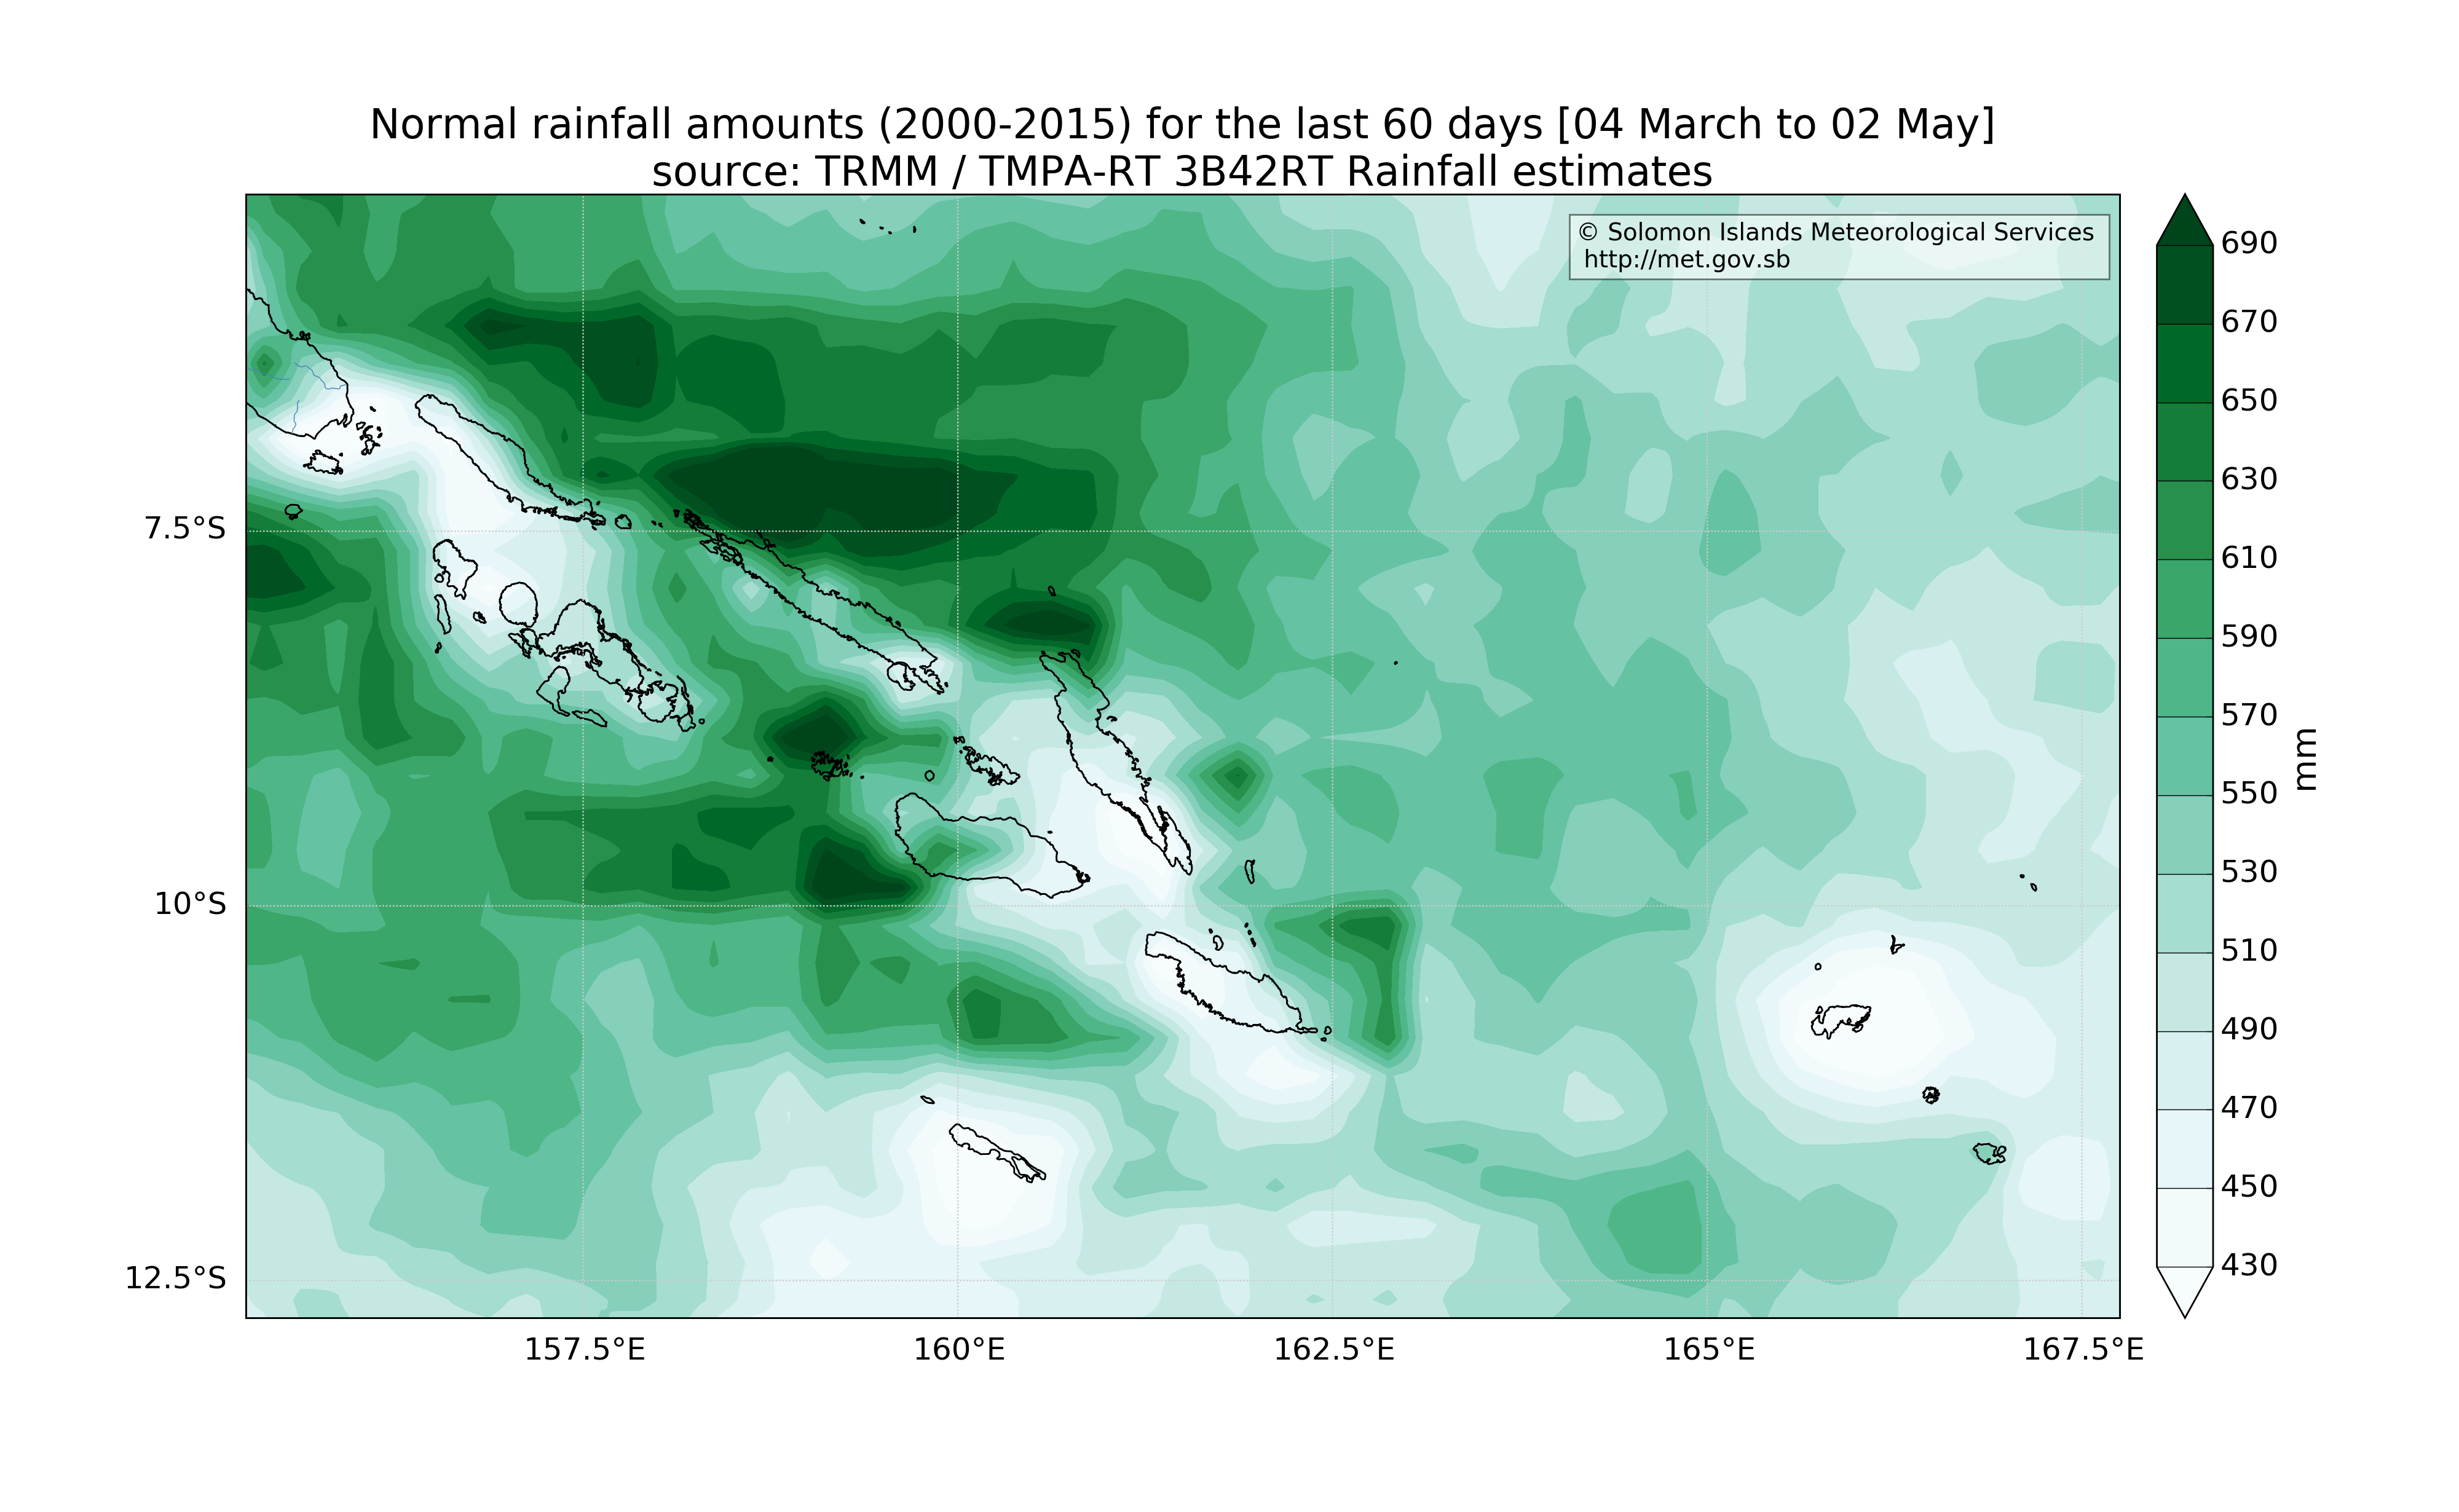 Normal rainfall amounts (2000-2015) for the last 60 days [04 March to 02 May]
source: TRMM / TMPA-RT 3B42RT Rainfall estimates
© Solomon Islands Meteorological Services
http://met.gov.sb
690
670
650
630
610
590
570
550
530
510
490
470
450
430
mm
7.5°S
10°S
12.5°S
157.5°E
160°E
162.5°E
165°E
167.5°E